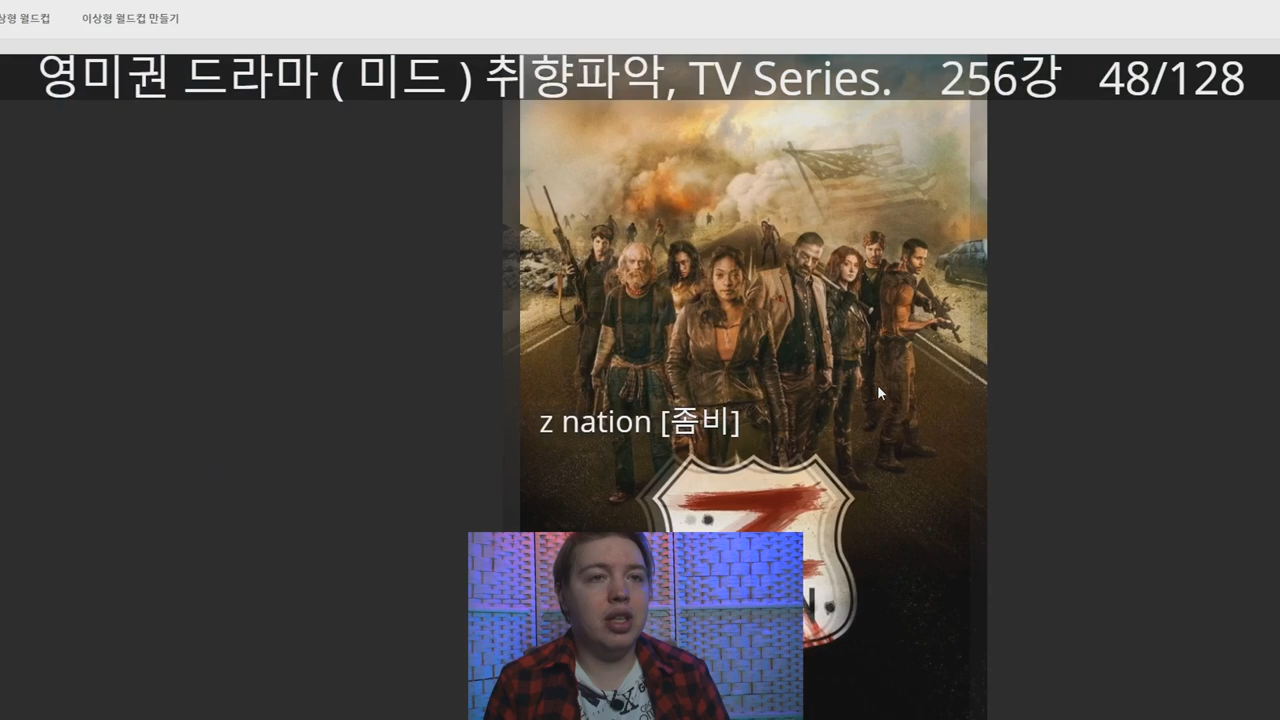 상형 월드컵 이상형 월드컵 만들기
영미권 드라마 ( 미드 ) 취향파악, TV Series. 256강 48/128
z nation [좀비]
Z
N